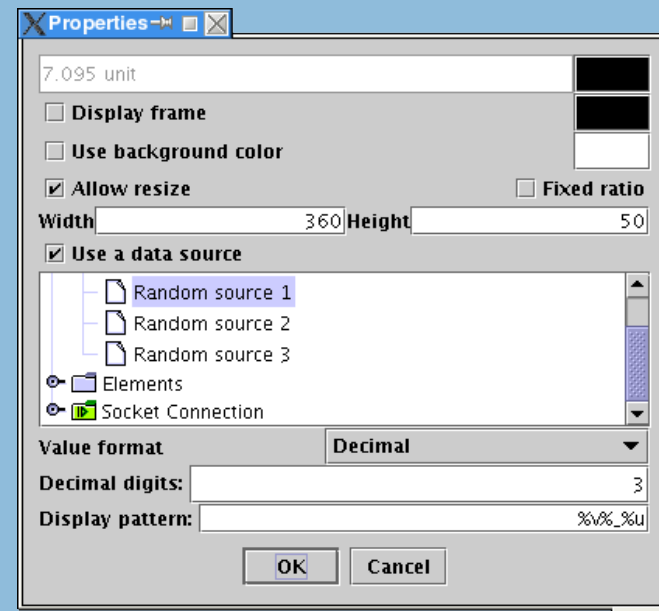 Properties
7.095 unit
Display frame
Use background color
Allow resize Fixed ratio
Width 360 Height 50
Use a data source
Random source 1
Random source 2
Random source 3
Elements
Socket Connection
Value format Decimal
Decimal digits: 3
Display pattern: %v%_%u
OK Cancel